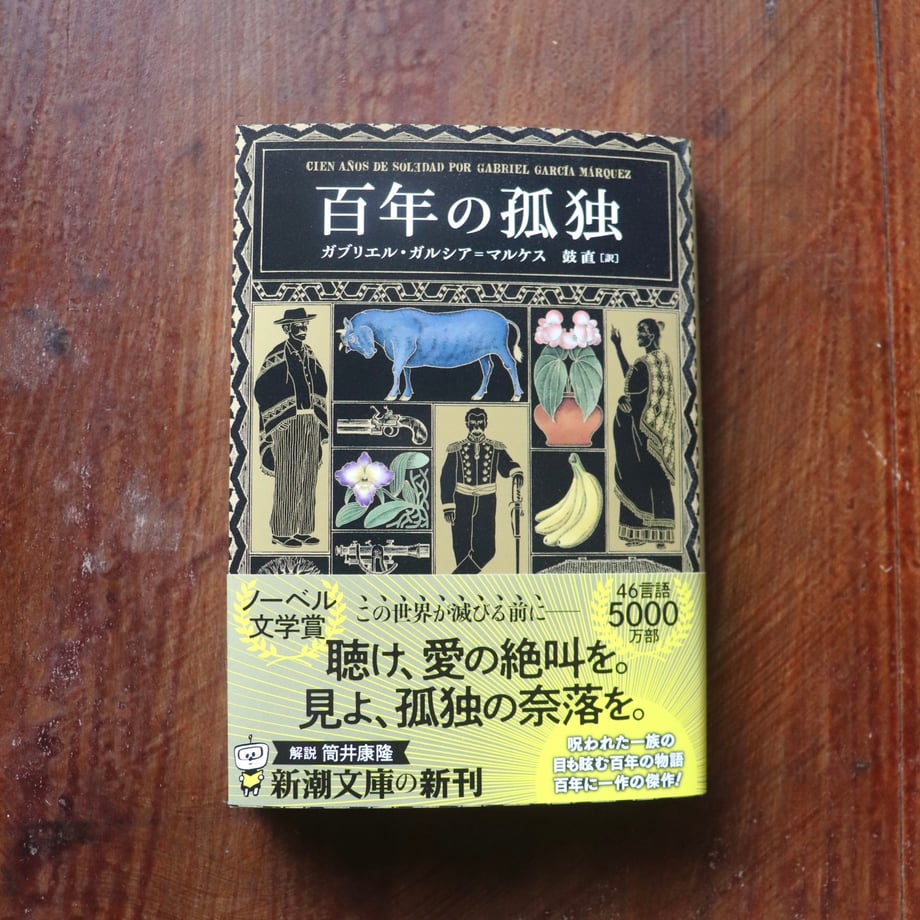 CIEN AÑOS DE SOLƎDAD POR GABRIEL GARCÍA MÁRQUEZ
百年の孤独
ガブリエル・ガルシア=マルケス 鼓直[訳]
ノーベル
文学賞
この世界が滅びる前に――
46言語
5000
万部
聴け、愛の絶叫を。
見よ、孤独の奈落を。
解説 筒井康隆
新潮文庫の新刊
呪われた一族の
目も眩む百年の物語
百年に一作の傑作!